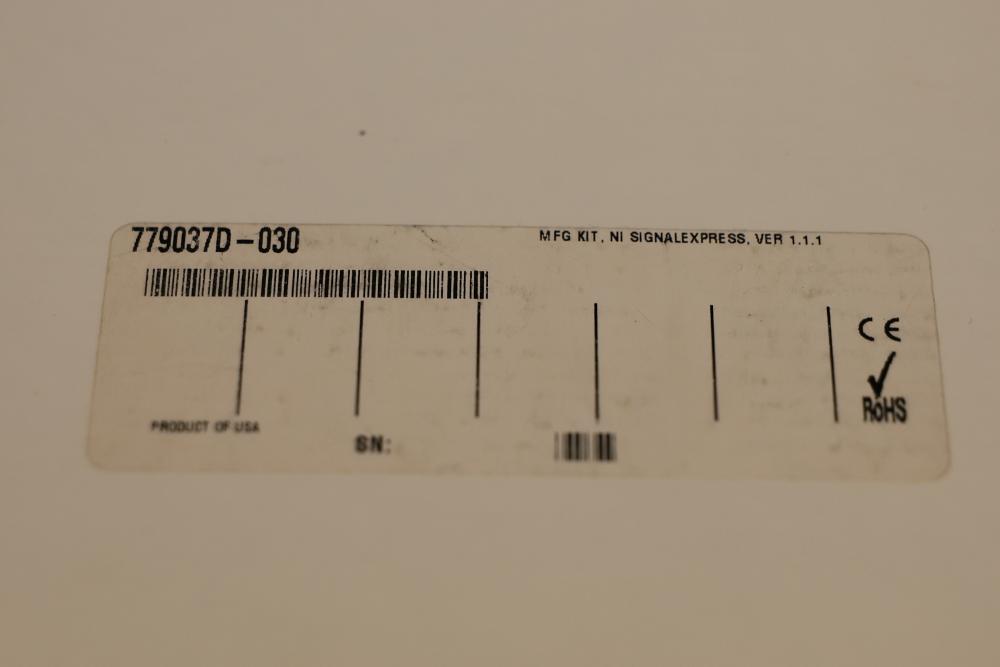 779037D-030
MFG KIT, NI SIGNALEXPRESS, VER 1.1.1
CE
RoHS
PRODUCT OF USA
SN: